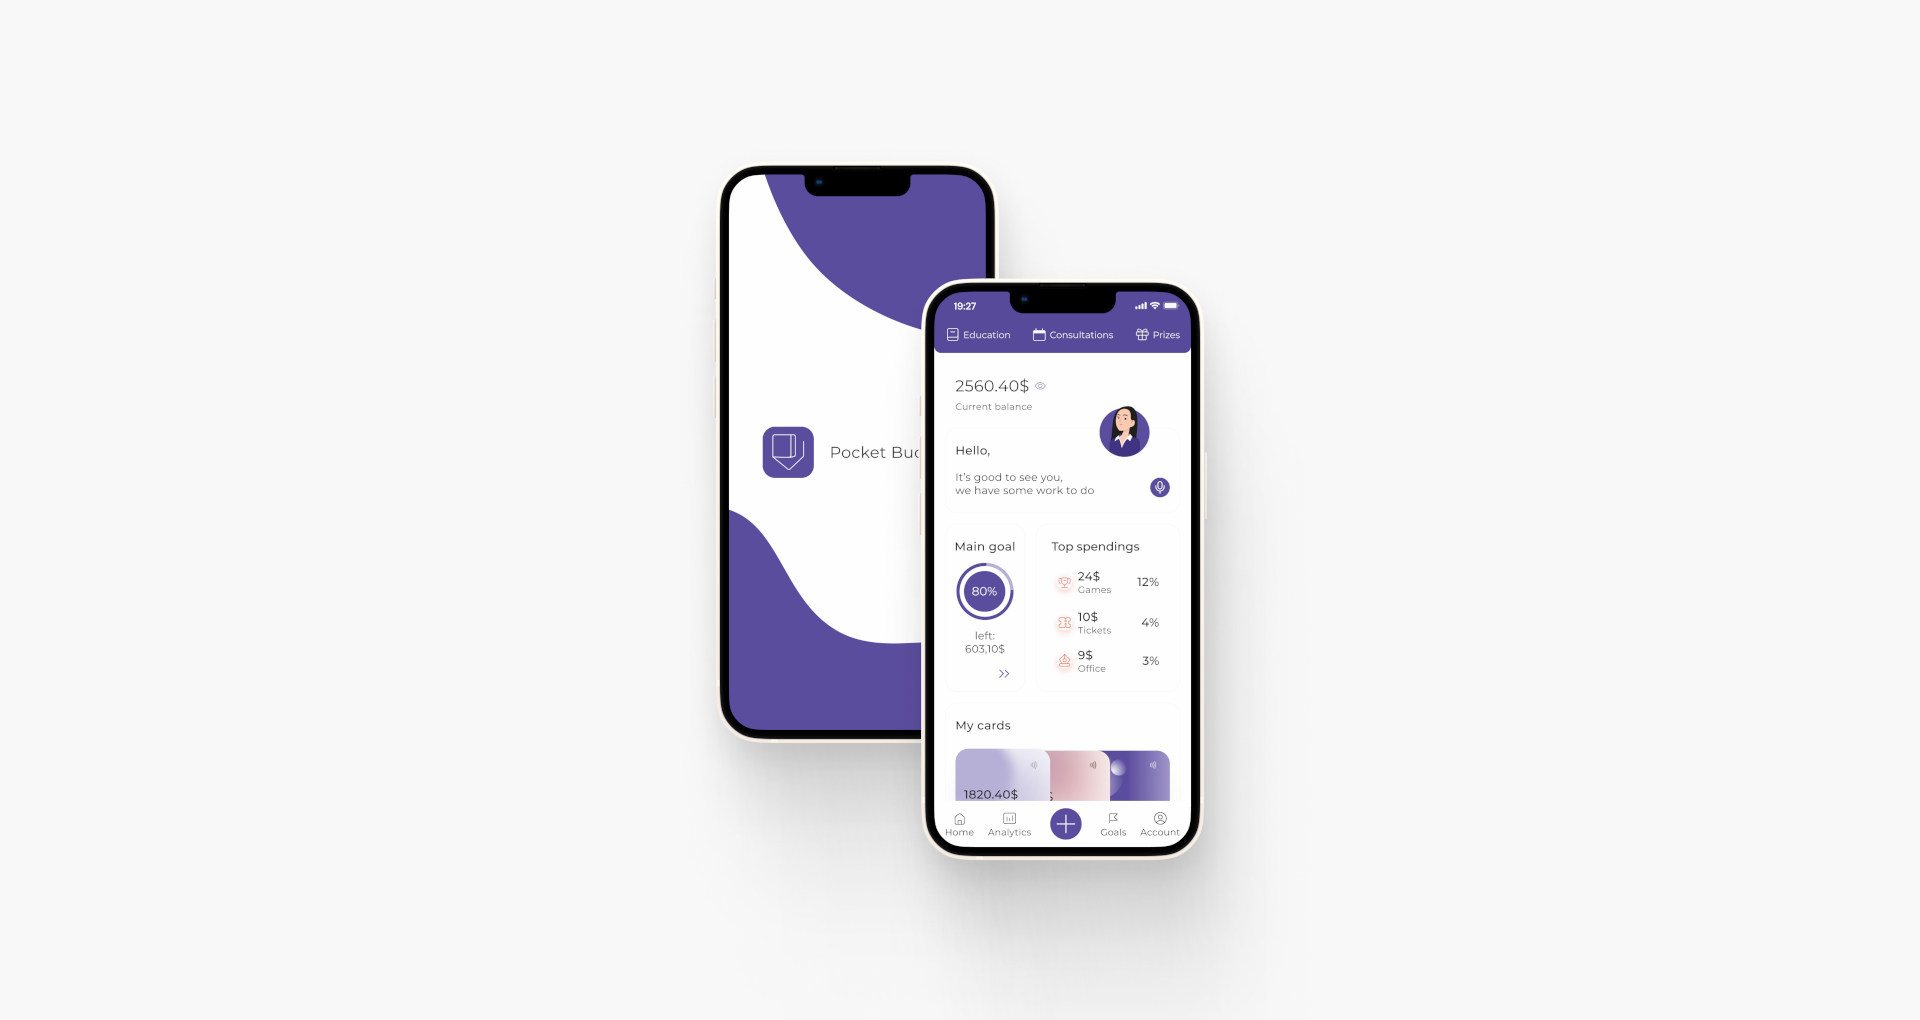 Pocket
19:27
Education
Consultations
Prizes
2560.40$
Current balance
Hello,
It's good to see you,
we have some work to do
Main goal
80%
left:
603,10$
Top spendings
24$
Games
12%
10$
Tickets
4%
9$
Office
3%
My cards
1820.40$
Home
Analytics
Goals
Account